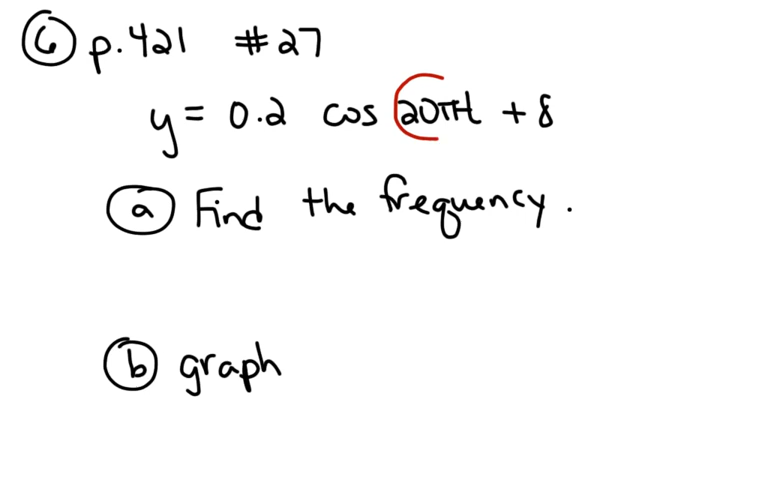 6 p.421 #27
y = 0.2 cos (20πt + 8
a Find the frequency.
b graph